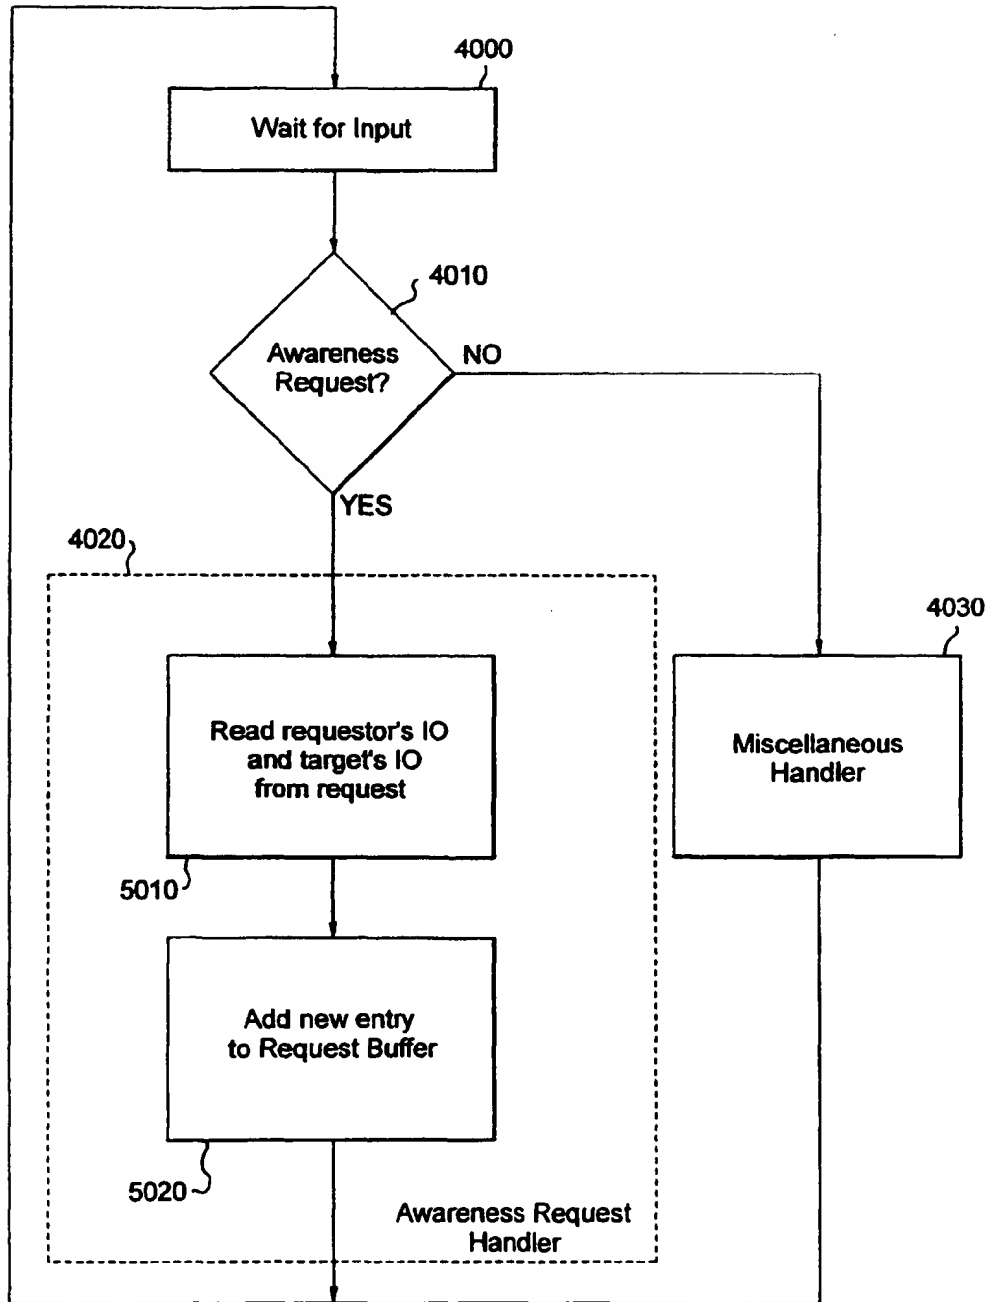 4000
Wait for Input
4010
Awareness
Request?
NO
YES
4020
4030
Read requestor's IO
and target's IO
from request
Miscellaneous
Handler
5010
Add new entry
to Request Buffer
5020
Awareness Request
Handler